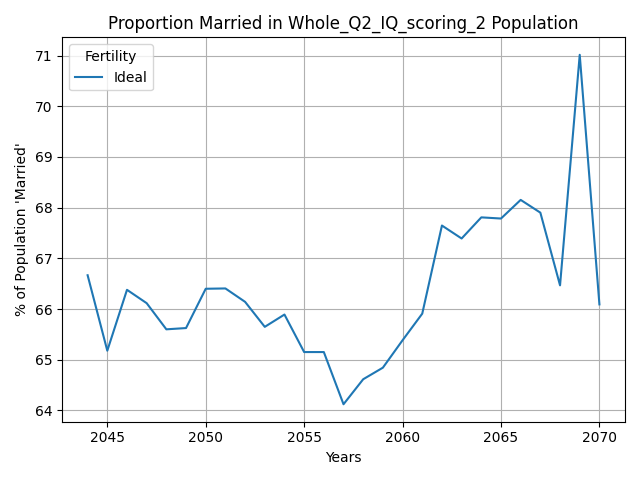 Proportion Married in Whole_Q2_IQ_scoring_2 Population
Fertility
Ideal
% of Population 'Married'
71
70
69
68
67
66
65
64
2045 2050 2055 2060 2065 2070
Years